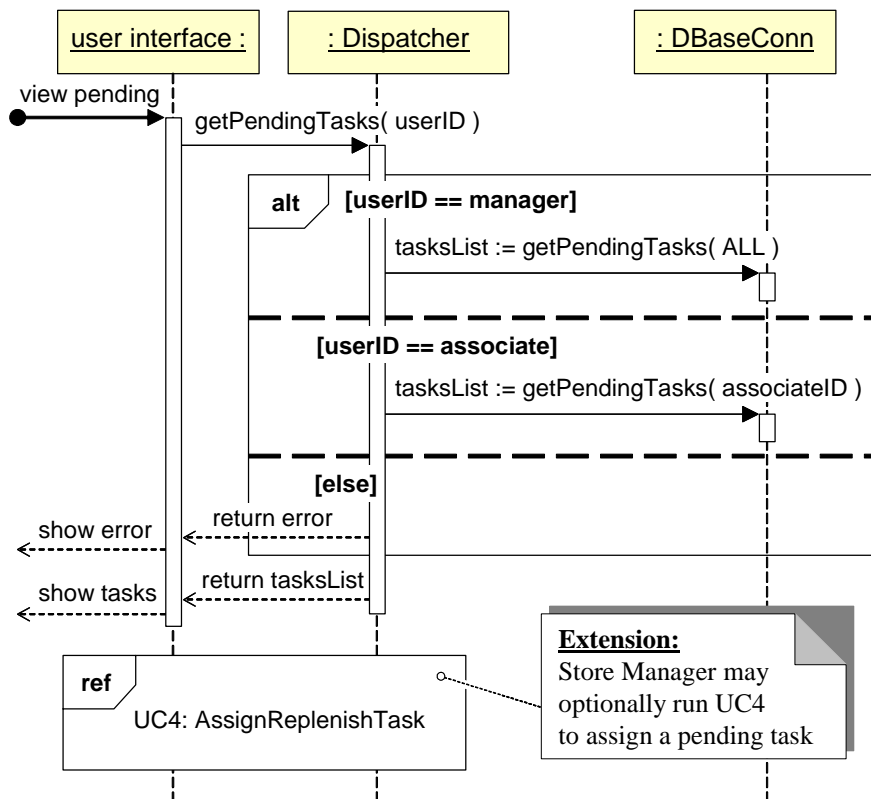 user interface :
: Dispatcher
: DBaseConn
view pending
getPendingTasks( userID )
alt
[userID == manager]
tasksList := getPendingTasks( ALL )
[userID == associate]
tasksList := getPendingTasks( associateID )
[else]
return error
show error
return tasksList
show tasks
ref
UC4: AssignReplenishTask
Extension:
Store Manager may
optionally run UC4
to assign a pending task